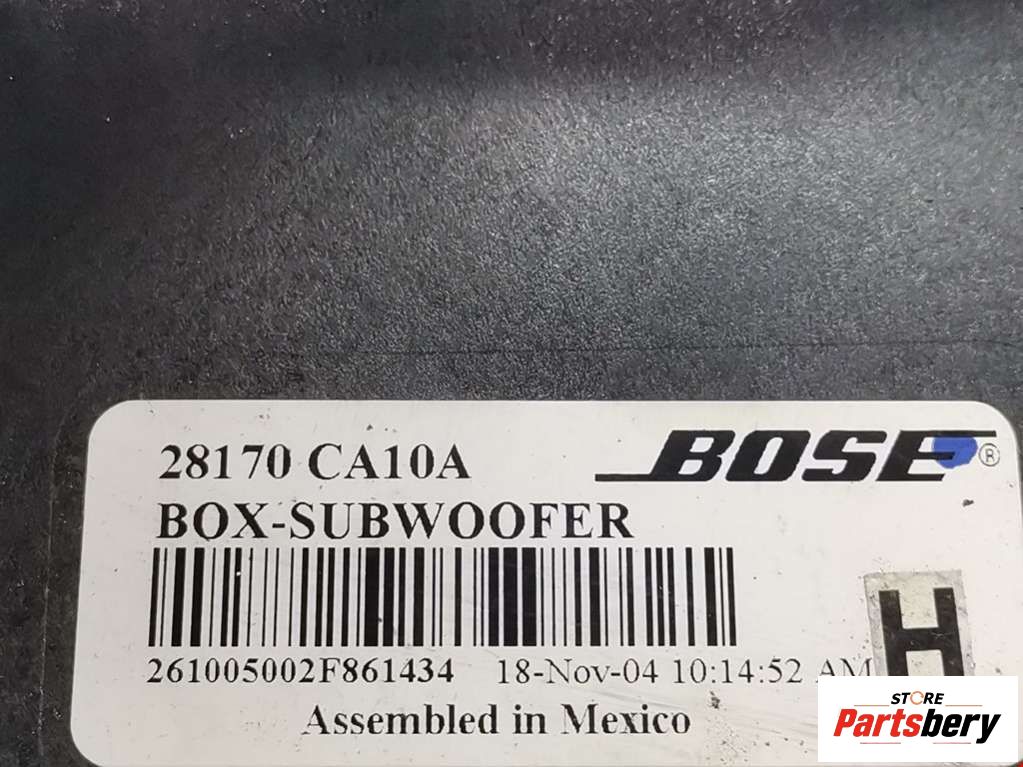 28170 CA10A
BOSE®
BOX-SUBWOOFER
261005002F861434 18-Nov-04 10:14:52 AM
H
Assembled in Mexico
STORE
Partsbery